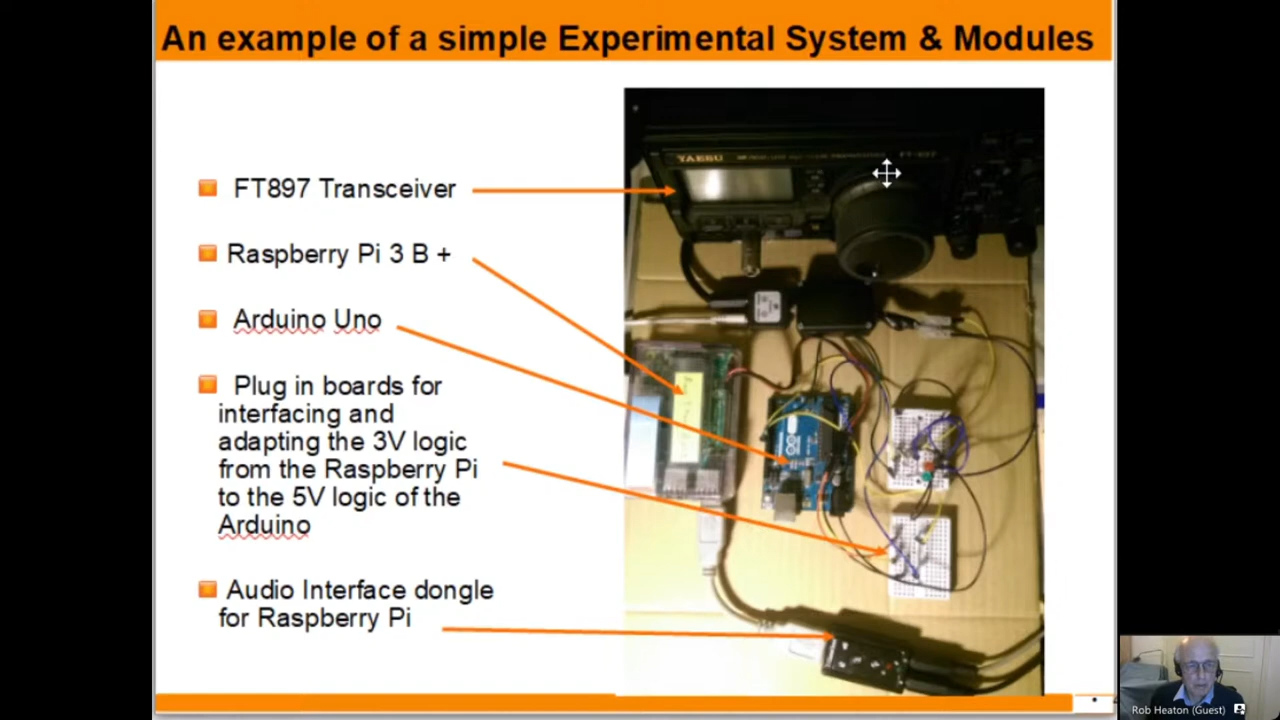 An example of a simple Experimental System & Modules
FT897 Transceiver
Raspberry Pi 3 B +
Arduino Uno
Plug in boards for
interfacing and
adapting the 3V logic
from the Raspberry Pi
to the 5V logic of the
Arduino
Audio Interface dongle
for Raspberry Pi
YAESU
FT-897
Rob Heaton (Guest)